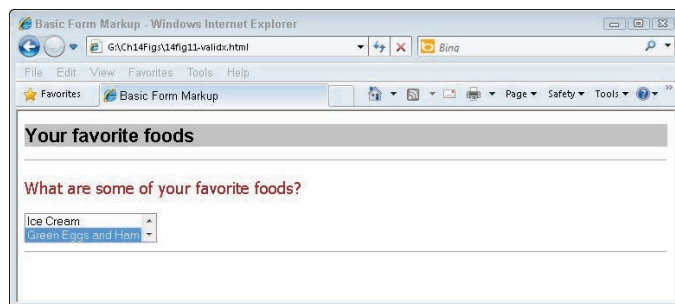 Basic Form Markup - Windows Internet Explorer
G:\Ch14Figs\14fig11-validx.html
Bing
File Edit View Favorites Tools Help
Favorites Basic Form Markup Page Safety Tools
Your favorite foods
What are some of your favorite foods?
Ice Cream
Green Eggs and Ham